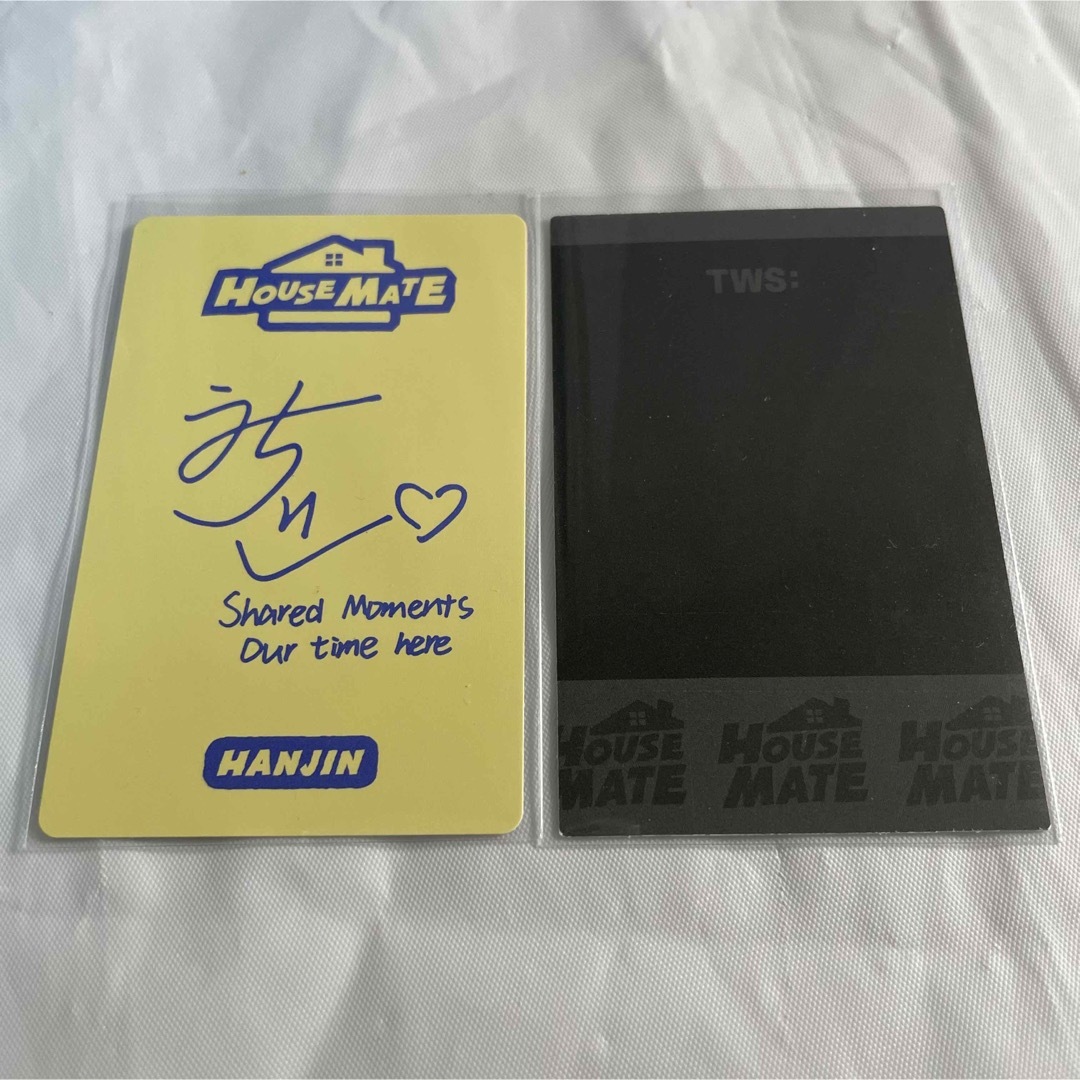 HOUSE MATE
Shared Moments
Our time here
HANJIN
TWS:
HOUSE MATE
HOUSE MATE
HOUSE MATE